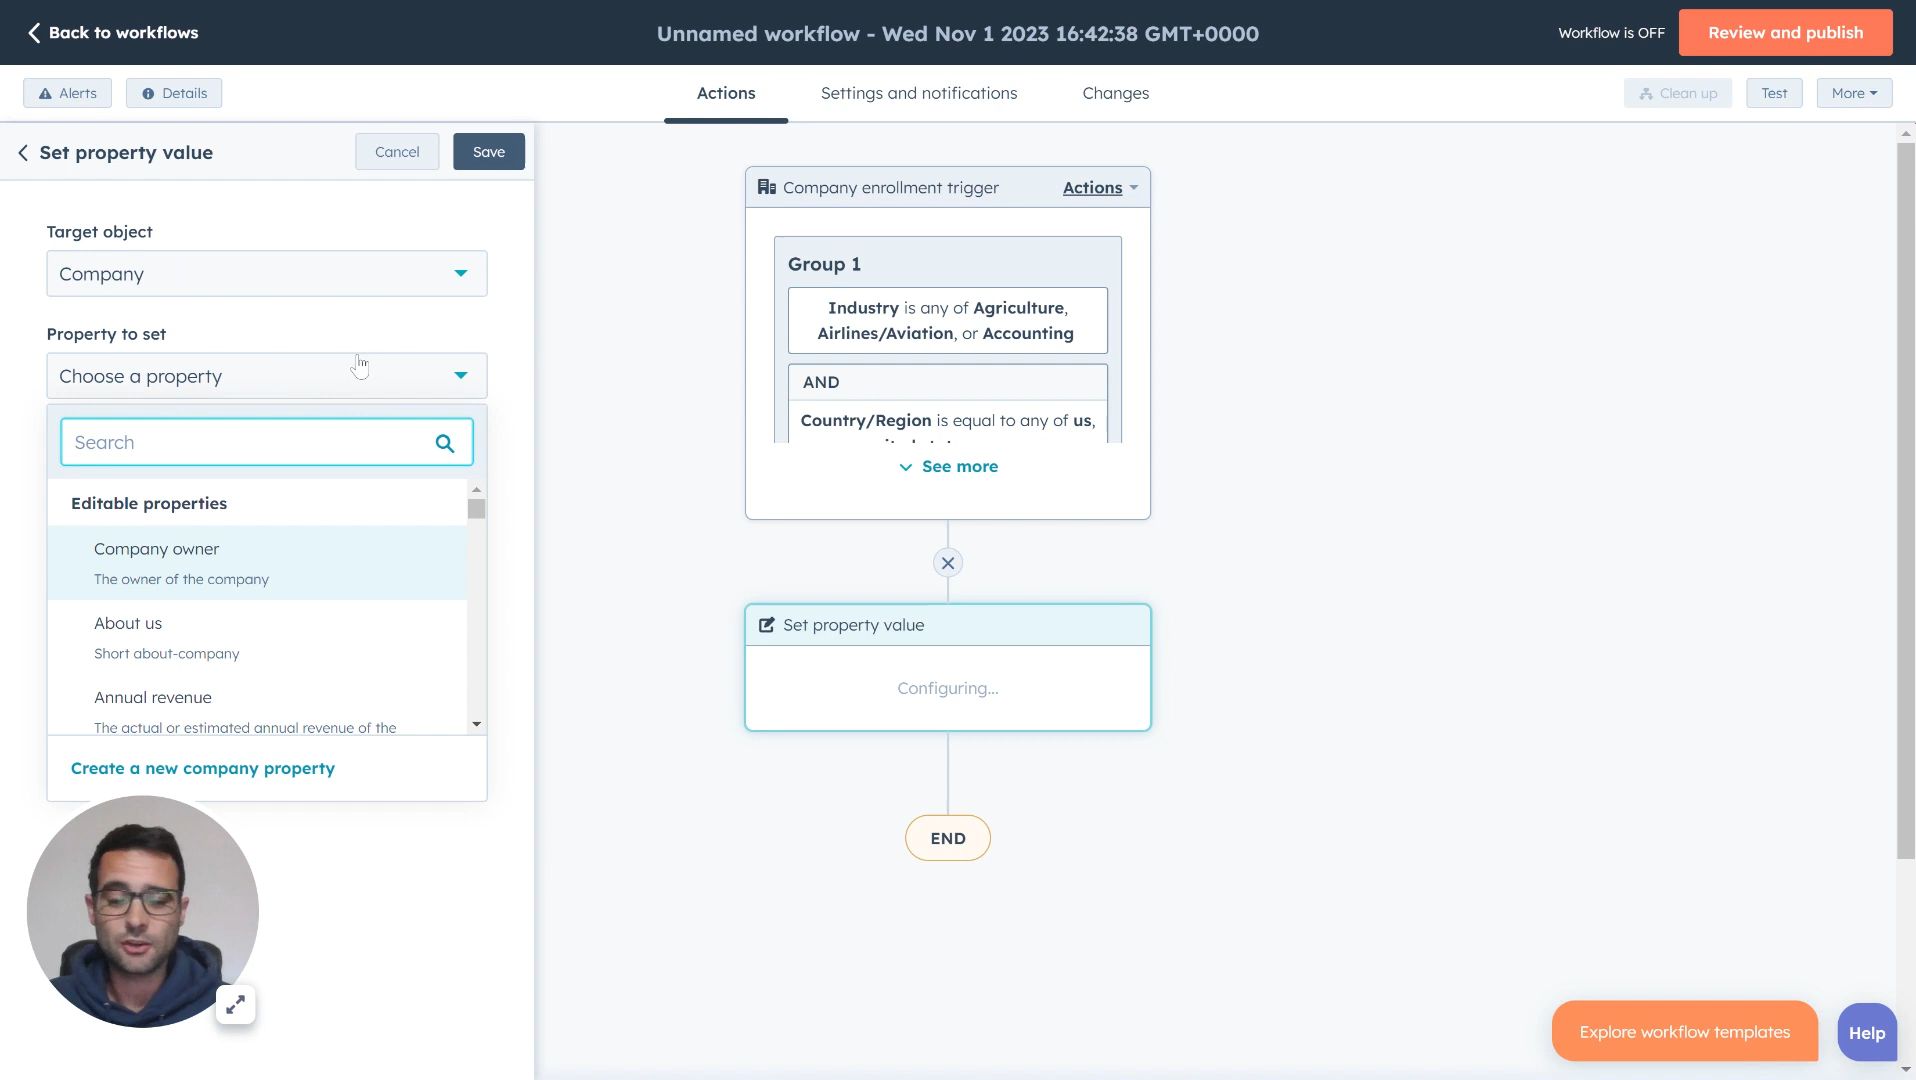 Back to workflows
Unnamed workflow - Wed Nov 1 2023 16:42:38 GMT+0000
Workflow is OFF
Review and publish
Alerts
Details
Actions
Settings and notifications
Changes
Clean up
Test
More
Set property value
Cancel
Save
Target object
Company
Property to set
Choose a property
Search
Editable properties
Company owner
The owner of the company
About us
Short about-company
Annual revenue
The actual or estimated annual revenue of the
Create a new company property
Company enrollment trigger
Actions
Group 1
Industry is any of Agriculture,
Airlines/Aviation, or Accounting
AND
Country/Region is equal to any of us,
See more
Set property value
Configuring...
END
Explore workflow templates
Help